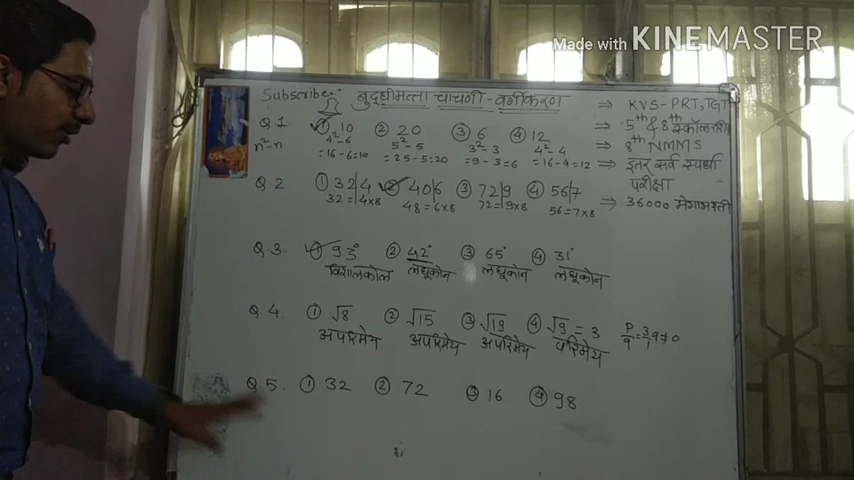 Made with KINEMASTER
Subscribe:- बुद्धीमत्ता चाचणी - वर्गीकरण ⇒ KVS-PRT,TGT
Q.1 ① 10 ② 20 ③ 6 ④ 12 ⇒ 5th & 8th स्कॉलरशिप
n²-n 4²-6 5²-5 3²-3 4²-4 ⇒ 8th NMMS
=16-6=10 =25-5=20 =9-3=6 =16-4=12 ⇒ इतर सर्व स्पर्धा
परीक्षा
Q.2 ① 32|4 ② 40|6 ③ 72|9 ④ 56|7
32=4×8 48=6×8 72=9×8 56=7×8 ⇒ 36000 मेगाभरती
Q.3. ① 93° ② 42° ③ 65° ④ 31°
विशालकोन लघूकोन लघूकोन लघूकोन
Q.4. ① √8 ② √15 ③ √19 ④ √9 = 3 p/q = 3/1 q≠0
अपरिमेय अपरिमेय अपरिमेय परिमेय
Q.5. ① 32 ② 72 ③ 16 ④ 98